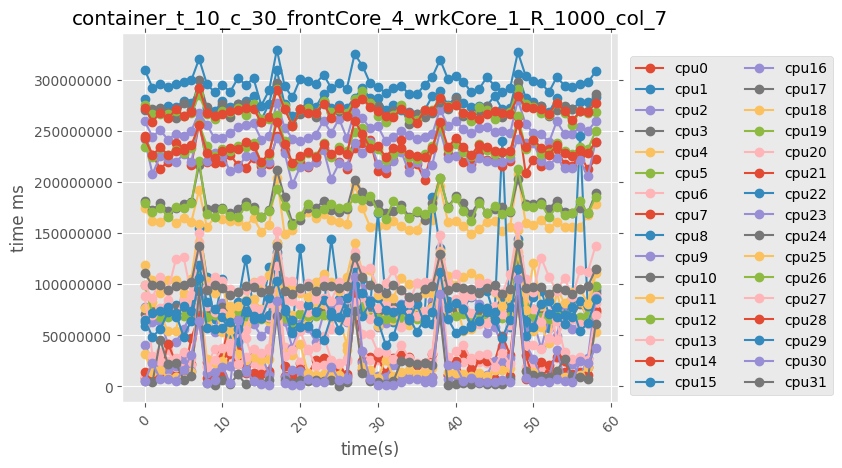 container_t_10_c_30_frontCore_4_wrkCore_1_R_1000_col_7
time ms
300000000
250000000
200000000
150000000
100000000
50000000
0
0
10
20
30
40
50
60
time(s)
cpu0
cpu1
cpu2
cpu3
cpu4
cpu5
cpu6
cpu7
cpu8
cpu9
cpu10
cpu11
cpu12
cpu13
cpu14
cpu15
cpu16
cpu17
cpu18
cpu19
cpu20
cpu21
cpu22
cpu23
cpu24
cpu25
cpu26
cpu27
cpu28
cpu29
cpu30
cpu31